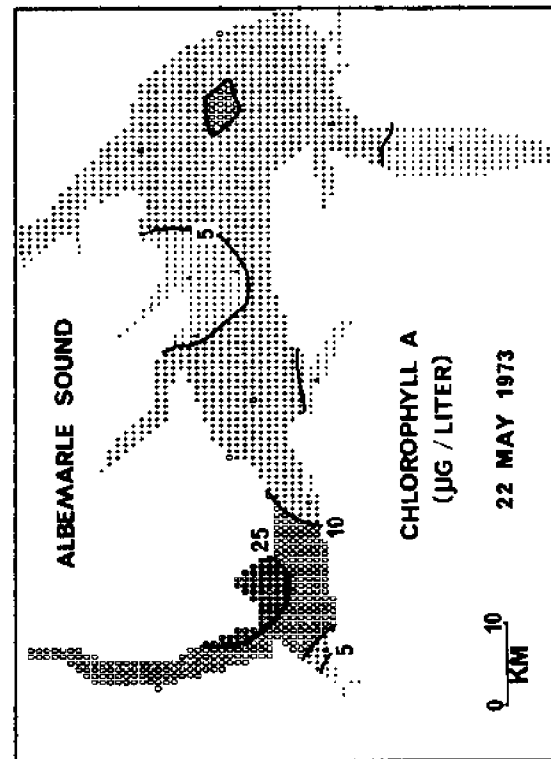 ALBEMARLE SOUND
5
25
10
5
CHLOROPHYLL A
(µG / LITER)
22 MAY 1973
0 10
KM